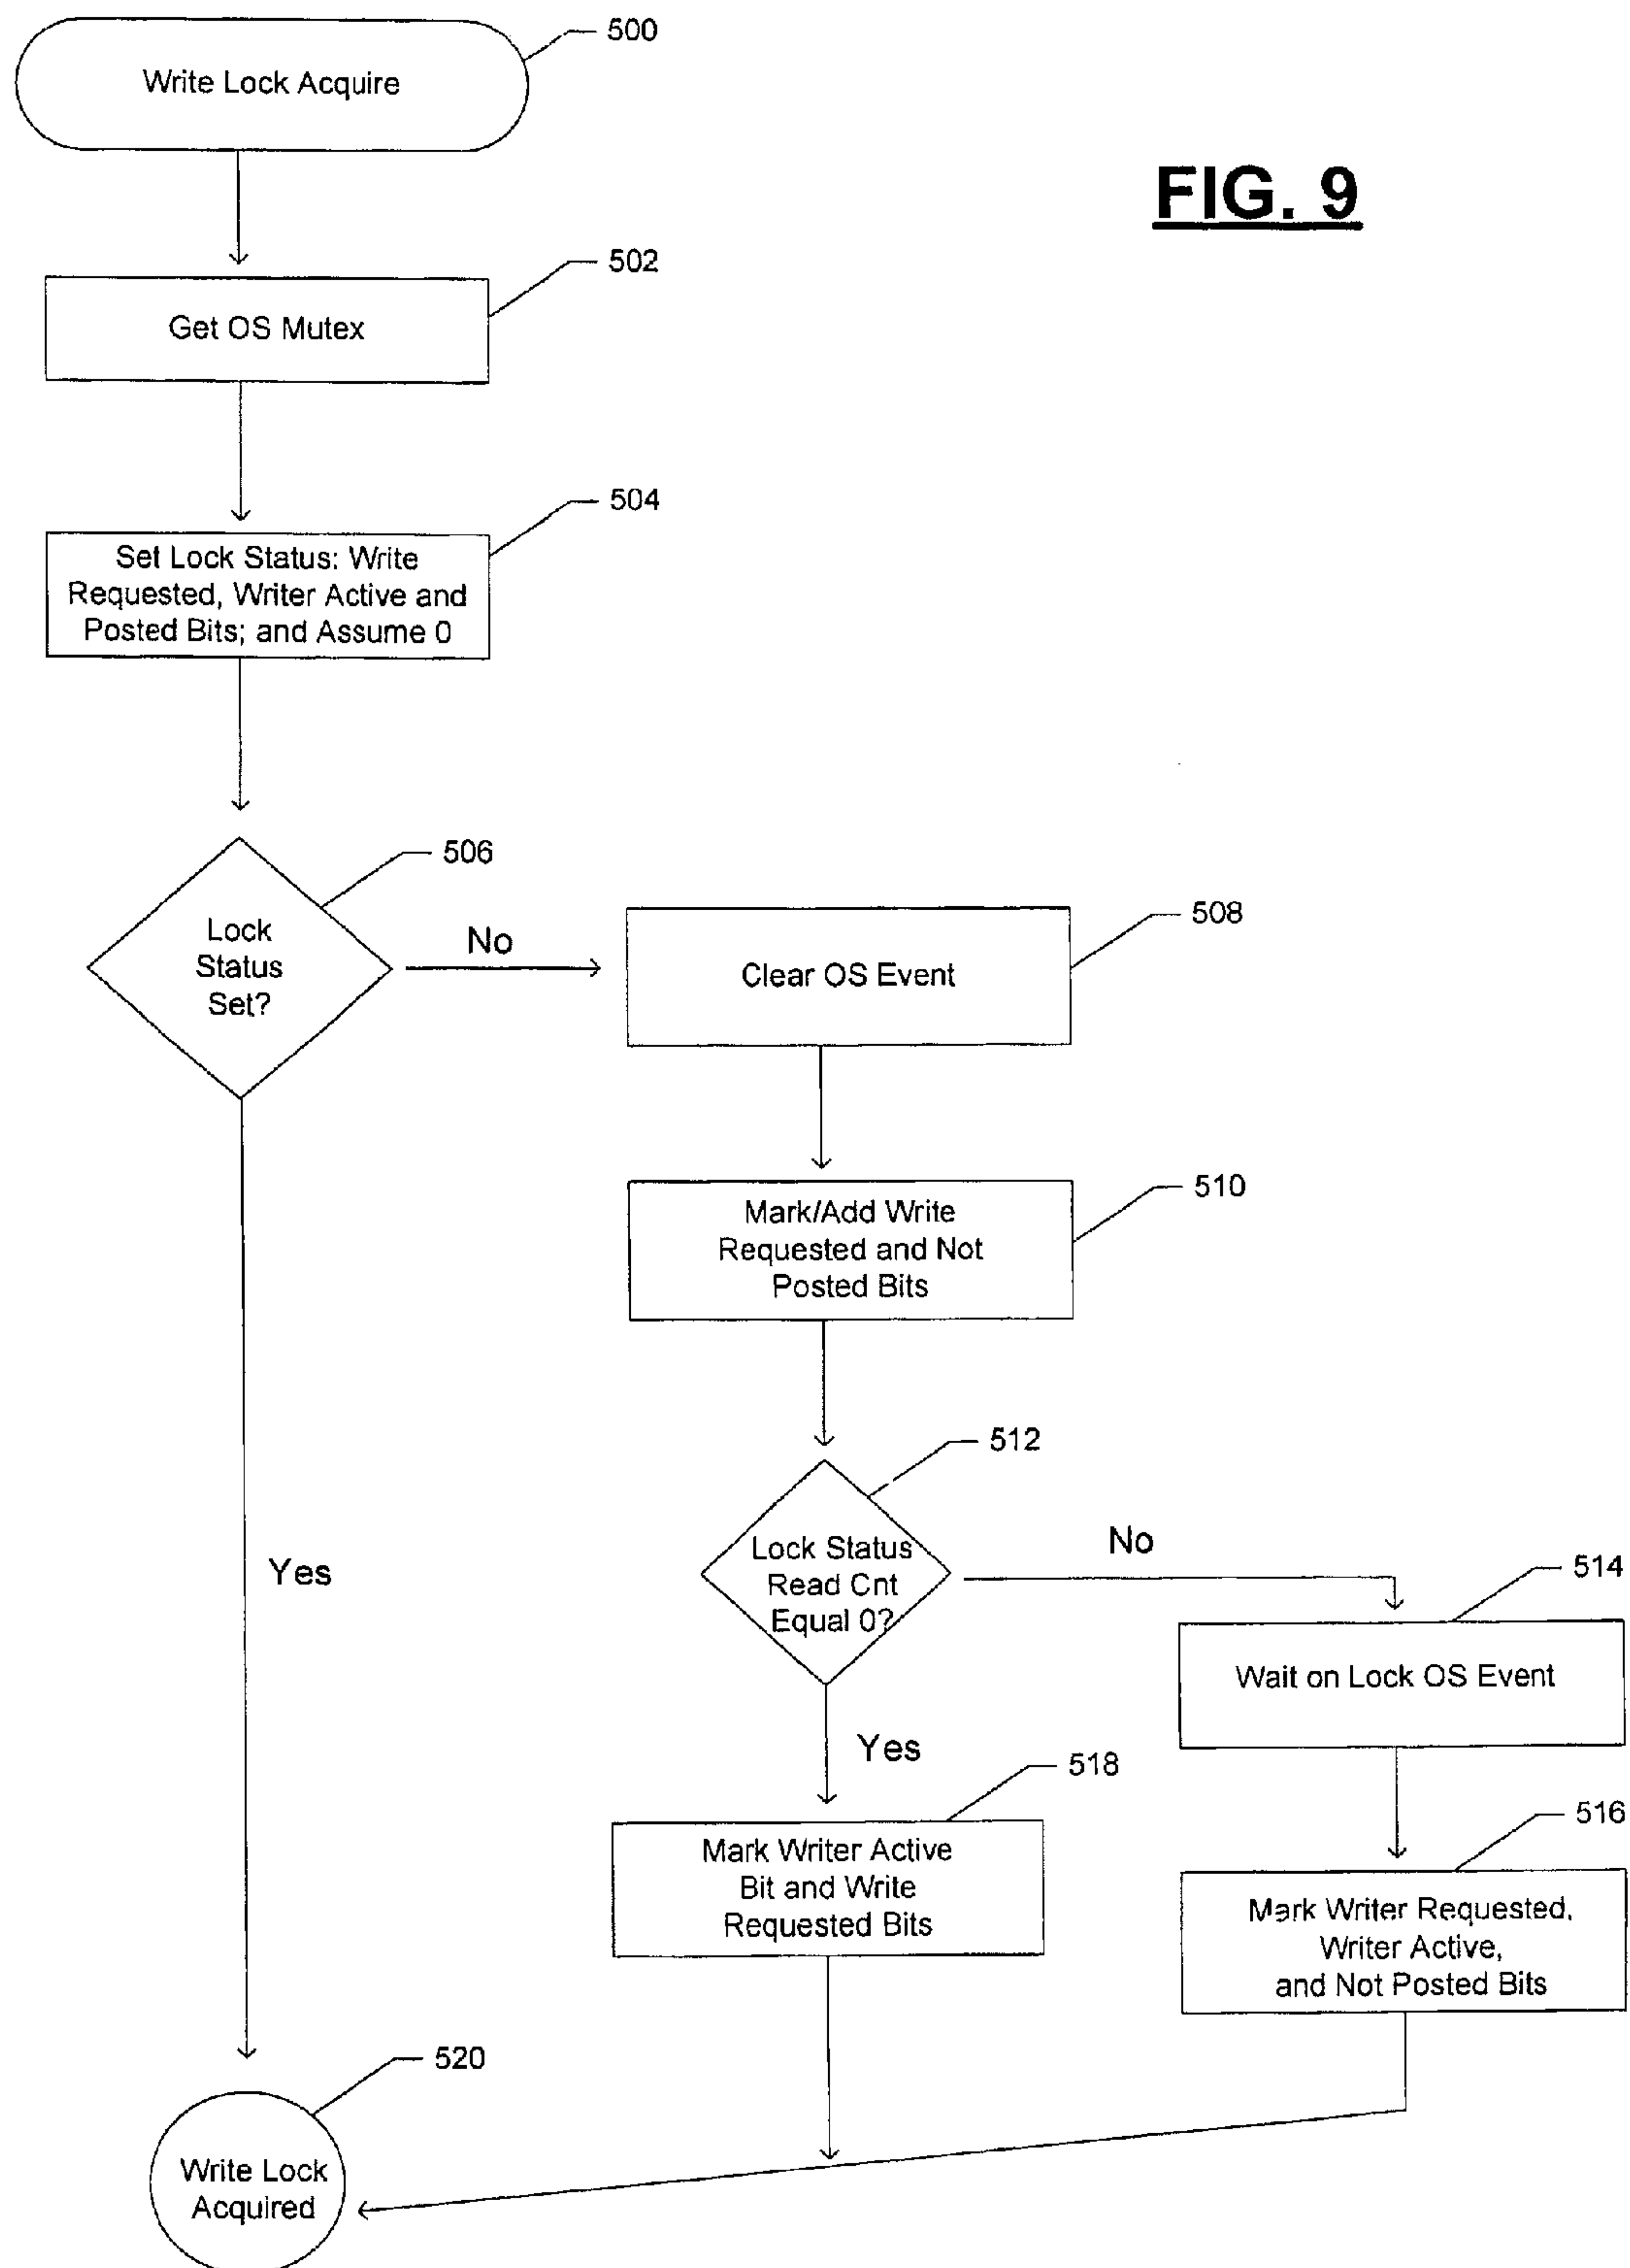 500
Write Lock Acquire
FIG. 9
502
Get OS Mutex
504
Set Lock Status: Write
Requested, Writer Active and
Posted Bits; and Assume 0
506
Lock
Status
Set?
No
508
Clear OS Event
510
Mark/Add Write
Requested and Not
Posted Bits
512
Lock Status
Read Cnt
Equal 0?
No
514
Wait on Lock OS Event
Yes
Yes
518
Mark Writer Active
Bit and Write
Requested Bits
516
Mark Writer Requested,
Writer Active,
and Not Posted Bits
520
Write Lock
Acquired